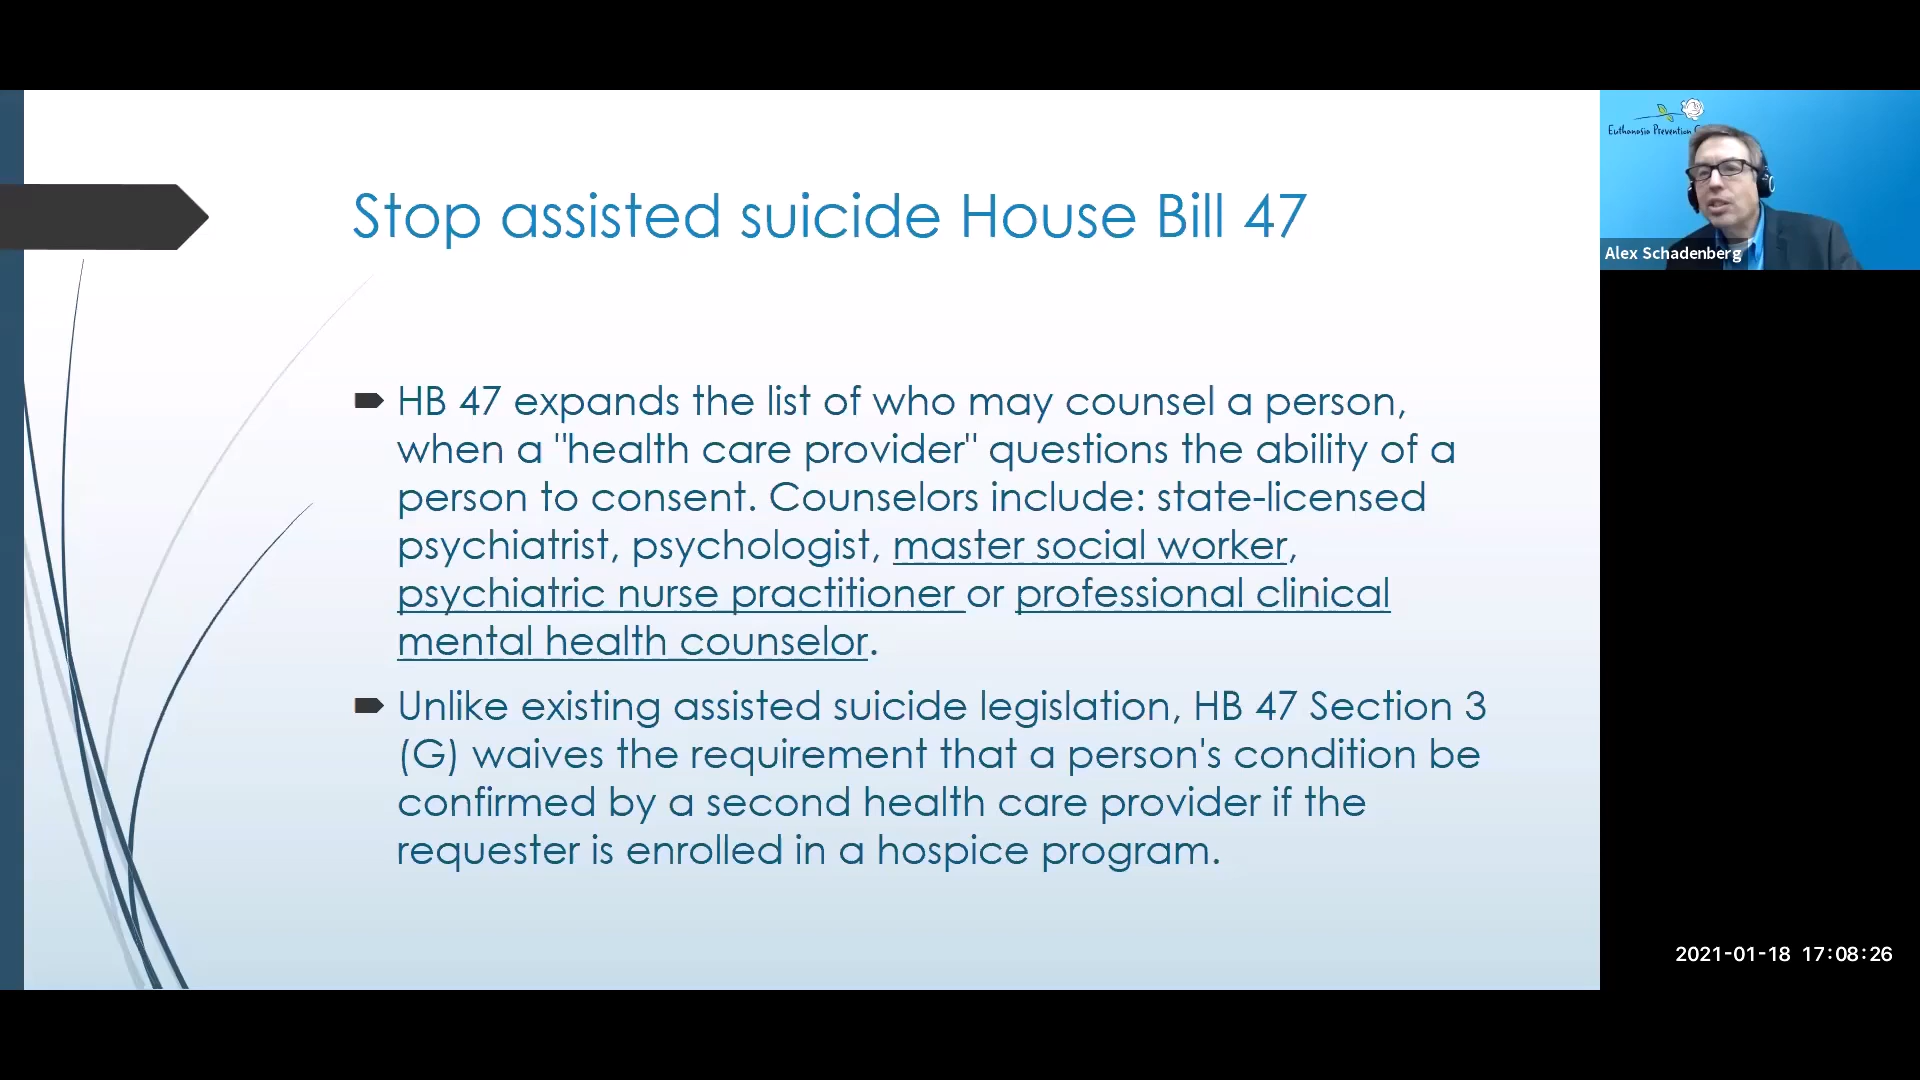 Stop assisted suicide House Bill 47
HB 47 expands the list of who may counsel a person,
when a "health care provider" questions the ability of a
person to consent. Counselors include: state-licensed
psychiatrist, psychologist, master social worker,
psychiatric nurse practitioner or professional clinical
mental health counselor.
Unlike existing assisted suicide legislation, HB 47 Section 3
(G) waives the requirement that a person's condition be
confirmed by a second health care provider if the
requester is enrolled in a hospice program.
Euthanasia Prevention
Alex Schadenberg
2021-01-18 17:08:26